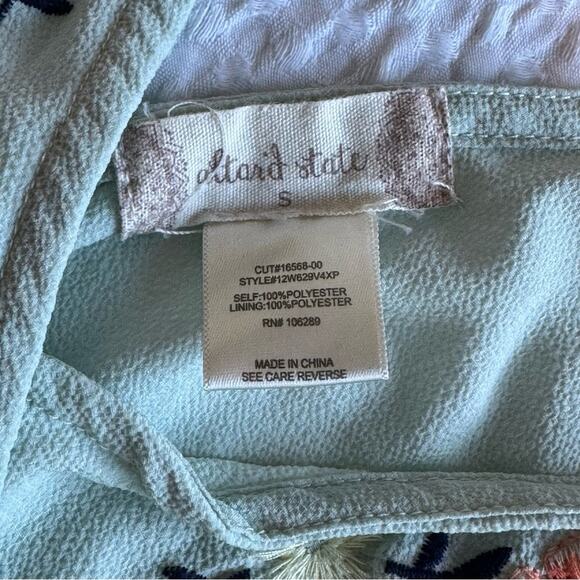 altar'd state
S
CUT#16568-00
STYLE#12W629V4XP
SELF:100%POLYESTER
LINING:100%POLYESTER
RN# 106289
MADE IN CHINA
SEE CARE REVERSE